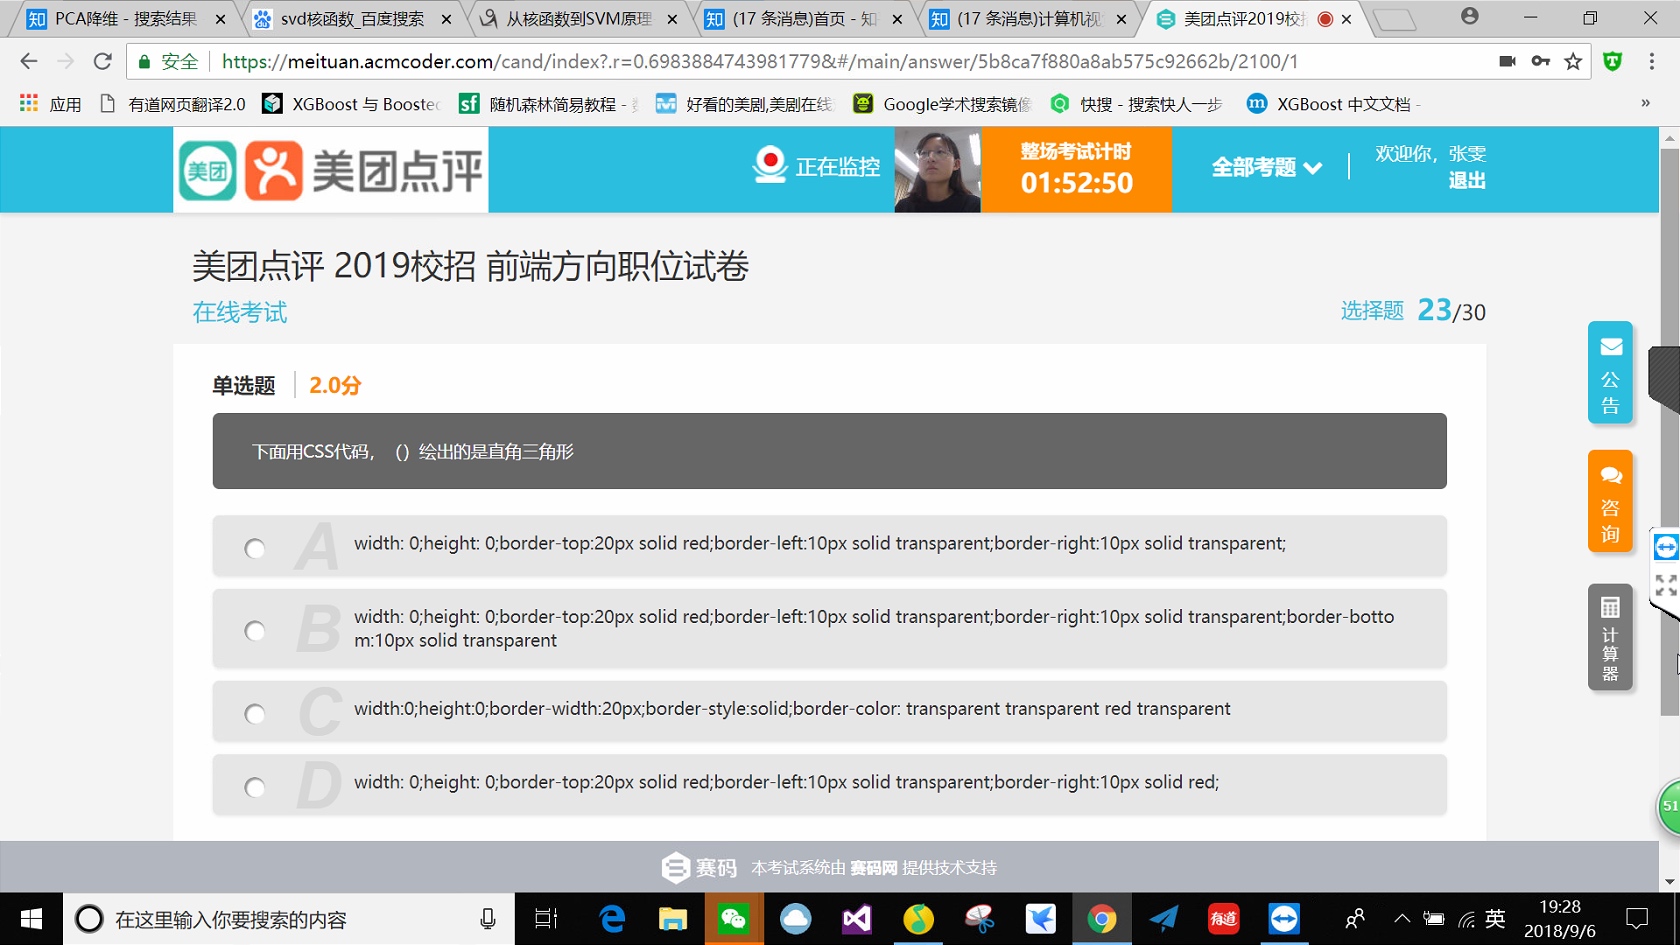 PCA降维 - 搜索结果
svd核函数_百度搜索
从核函数到SVM原理
(17 条消息)首页 - 知
(17 条消息)计算机视
美团点评2019校招
安全 https://meituan.acmcoder.com/cand/index?.r=0.6983884743981779&#/main/answer/5b8ca7f880a8ab575c92662b/2100/1
应用
有道网页翻译2.0
XGBoost 与 Booste
随机森林简易教程 -
好看的美剧,美剧在线
Google学术搜索镜像
快搜 - 搜索快人一步
XGBoost 中文文档 -
»
美团
美团点评
正在监控
整场考试计时
01:52:50
全部考题
欢迎你, 张雯
退出
美团点评 2019校招 前端方向职位试卷
在线考试
选择题 23/30
单选题 2.0分
下面用CSS代码, () 绘出的是直角三角形
A width: 0;height: 0;border-top:20px solid red;border-left:10px solid transparent;border-right:10px solid transparent;
B width: 0;height: 0;border-top:20px solid red;border-left:10px solid transparent;border-right:10px solid transparent;border-botto
m:10px solid transparent
C width:0;height:0;border-width:20px;border-style:solid;border-color: transparent transparent red transparent
D width: 0;height: 0;border-top:20px solid red;border-left:10px solid transparent;border-right:10px solid red;
公告
咨询
计算器
51
赛码 本考试系统由 赛码网 提供技术支持
在这里输入你要搜索的内容
有道
英
19:28
2018/9/6